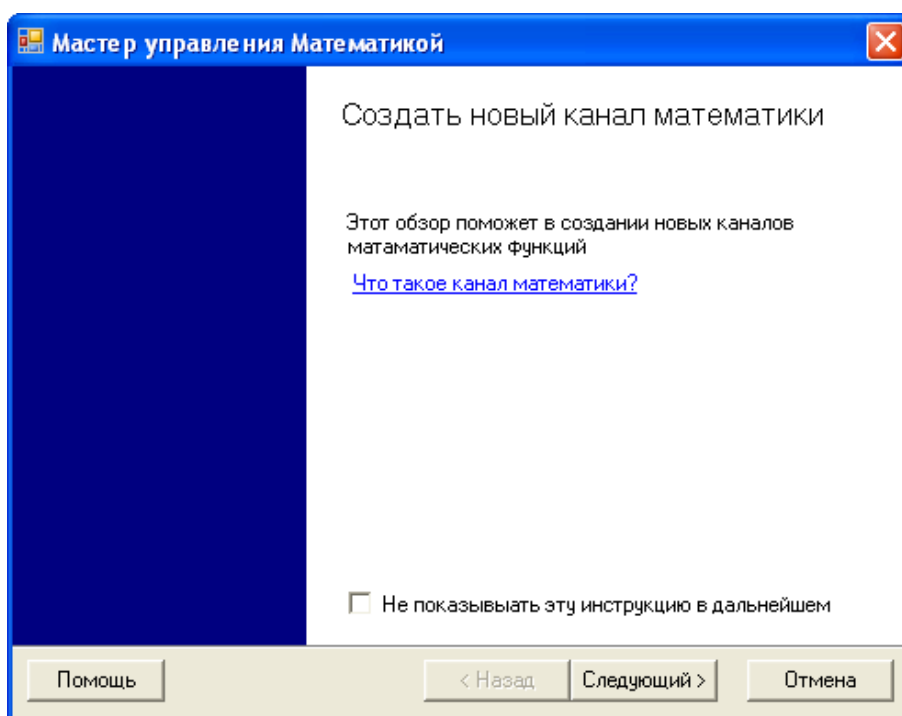 Мастер управления Математикой
Создать новый канал математики
Этот обзор поможет в создании новых каналов
матаматических функций
Что такое канал математики?
Не показывыать эту инструкцию в дальнейшем
Помощь
< Назад
Следующий >
Отмена